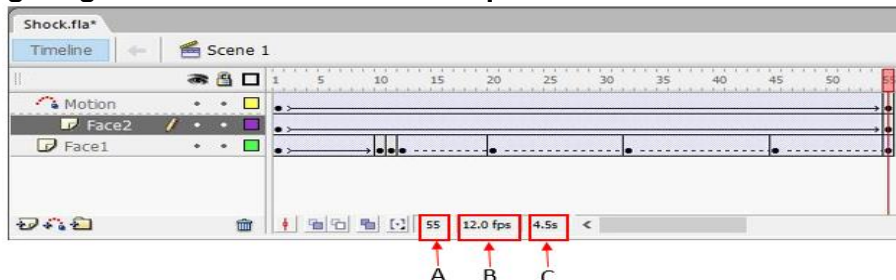 Shock.fla*
Timeline Scene 1
1 5 10 15 20 25 30 35 40 45 50 55
Motion
Face2
Face1
55 12.0 fps 4.5s <
A B C